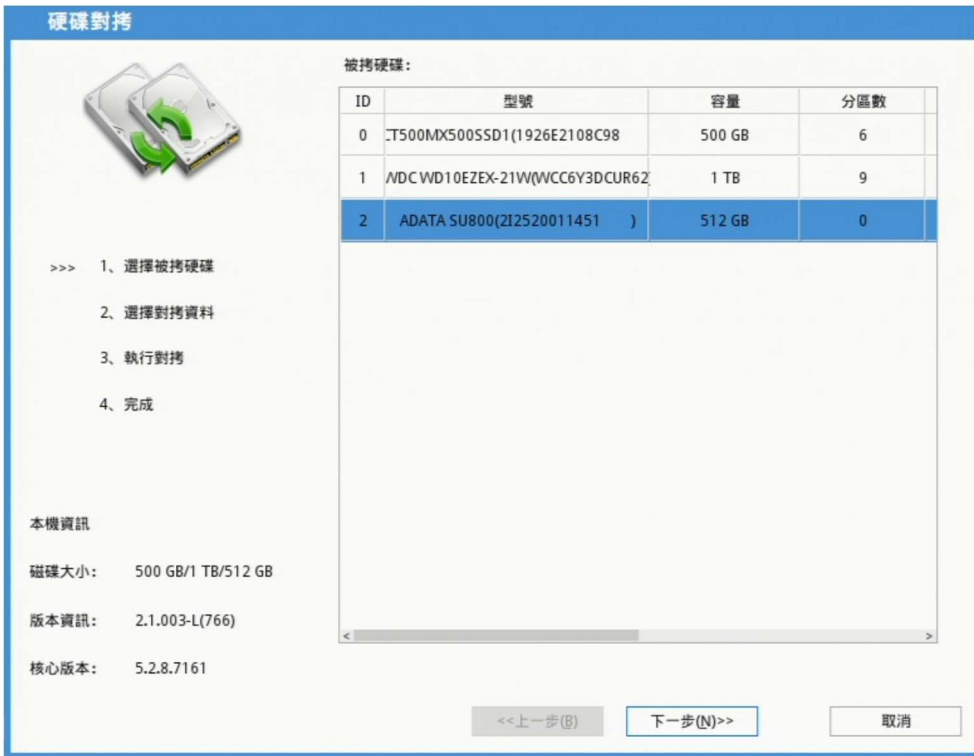 硬碟對拷
被拷硬碟：
ID 型號 容量 分區數
0 CT500MX500SSD1(1926E2108C98 500 GB 6
1 WDC WD10EZEX-21W(WCC6Y3DCUR62 1 TB 9
2 ADATA SU800(2I2520011451 ) 512 GB 0
>>> 1、選擇被拷硬碟
2、選擇對拷資料
3、執行對拷
4、完成
本機資訊
磁碟大小： 500 GB/1 TB/512 GB
版本資訊： 2.1.003-L(766)
核心版本： 5.2.8.7161
<<上一步(B) 下一步(N)>> 取消